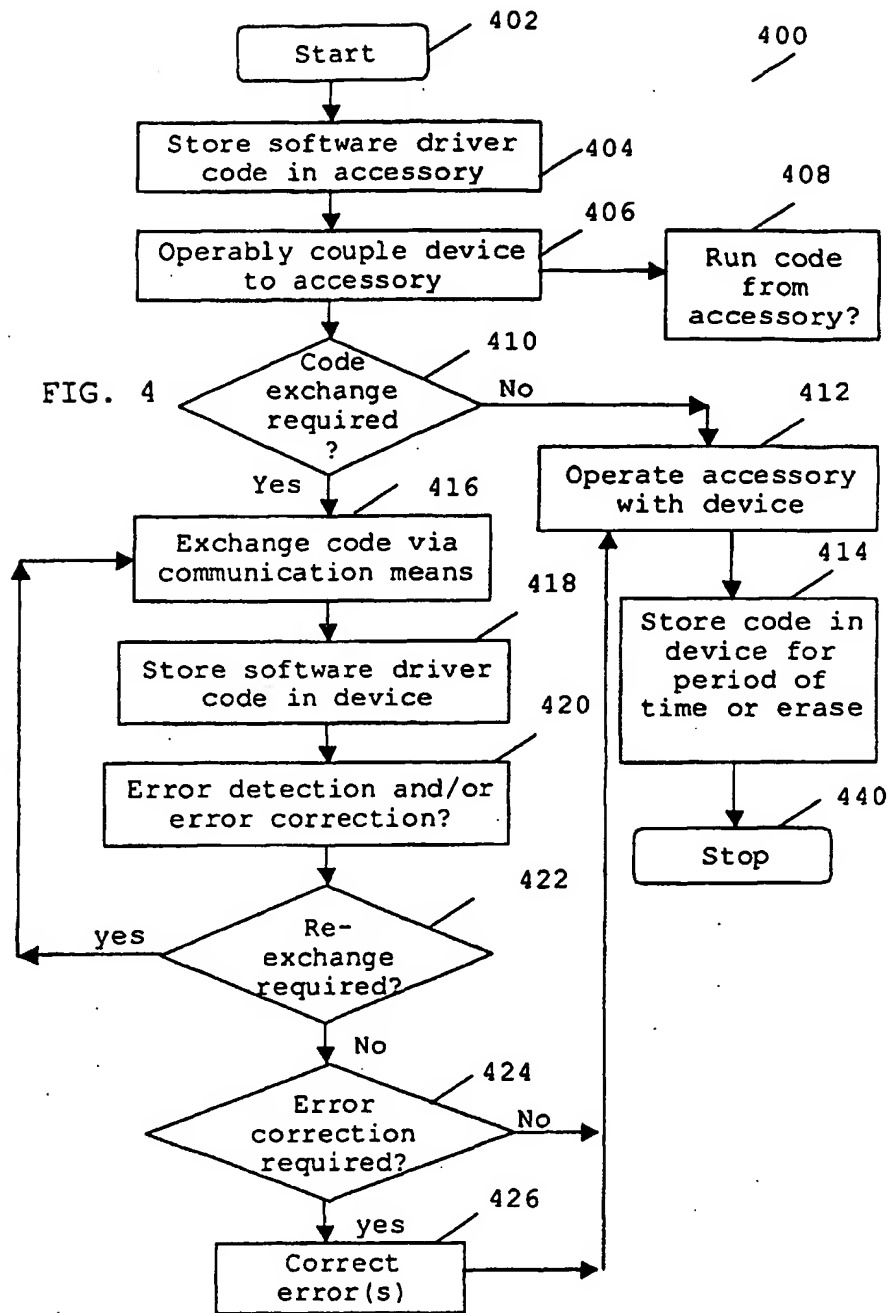 402
Start
400
Store software driver
code in accessory
404
408
406
Operably couple device
to accessory
Run code
from
accessory?
410
Code
exchange
required
?
No
FIG. 4
412
Yes
416
Operate accessory
with device
Exchange code via
communication means
414
418
Store code in
device for
period of
time or erase
Store software driver
code in device
420
Error detection and/or
error correction?
440
Stop
422
Re-
exchange
required?
yes
No
424
Error
correction
required?
No
426
yes
Correct
error(s)